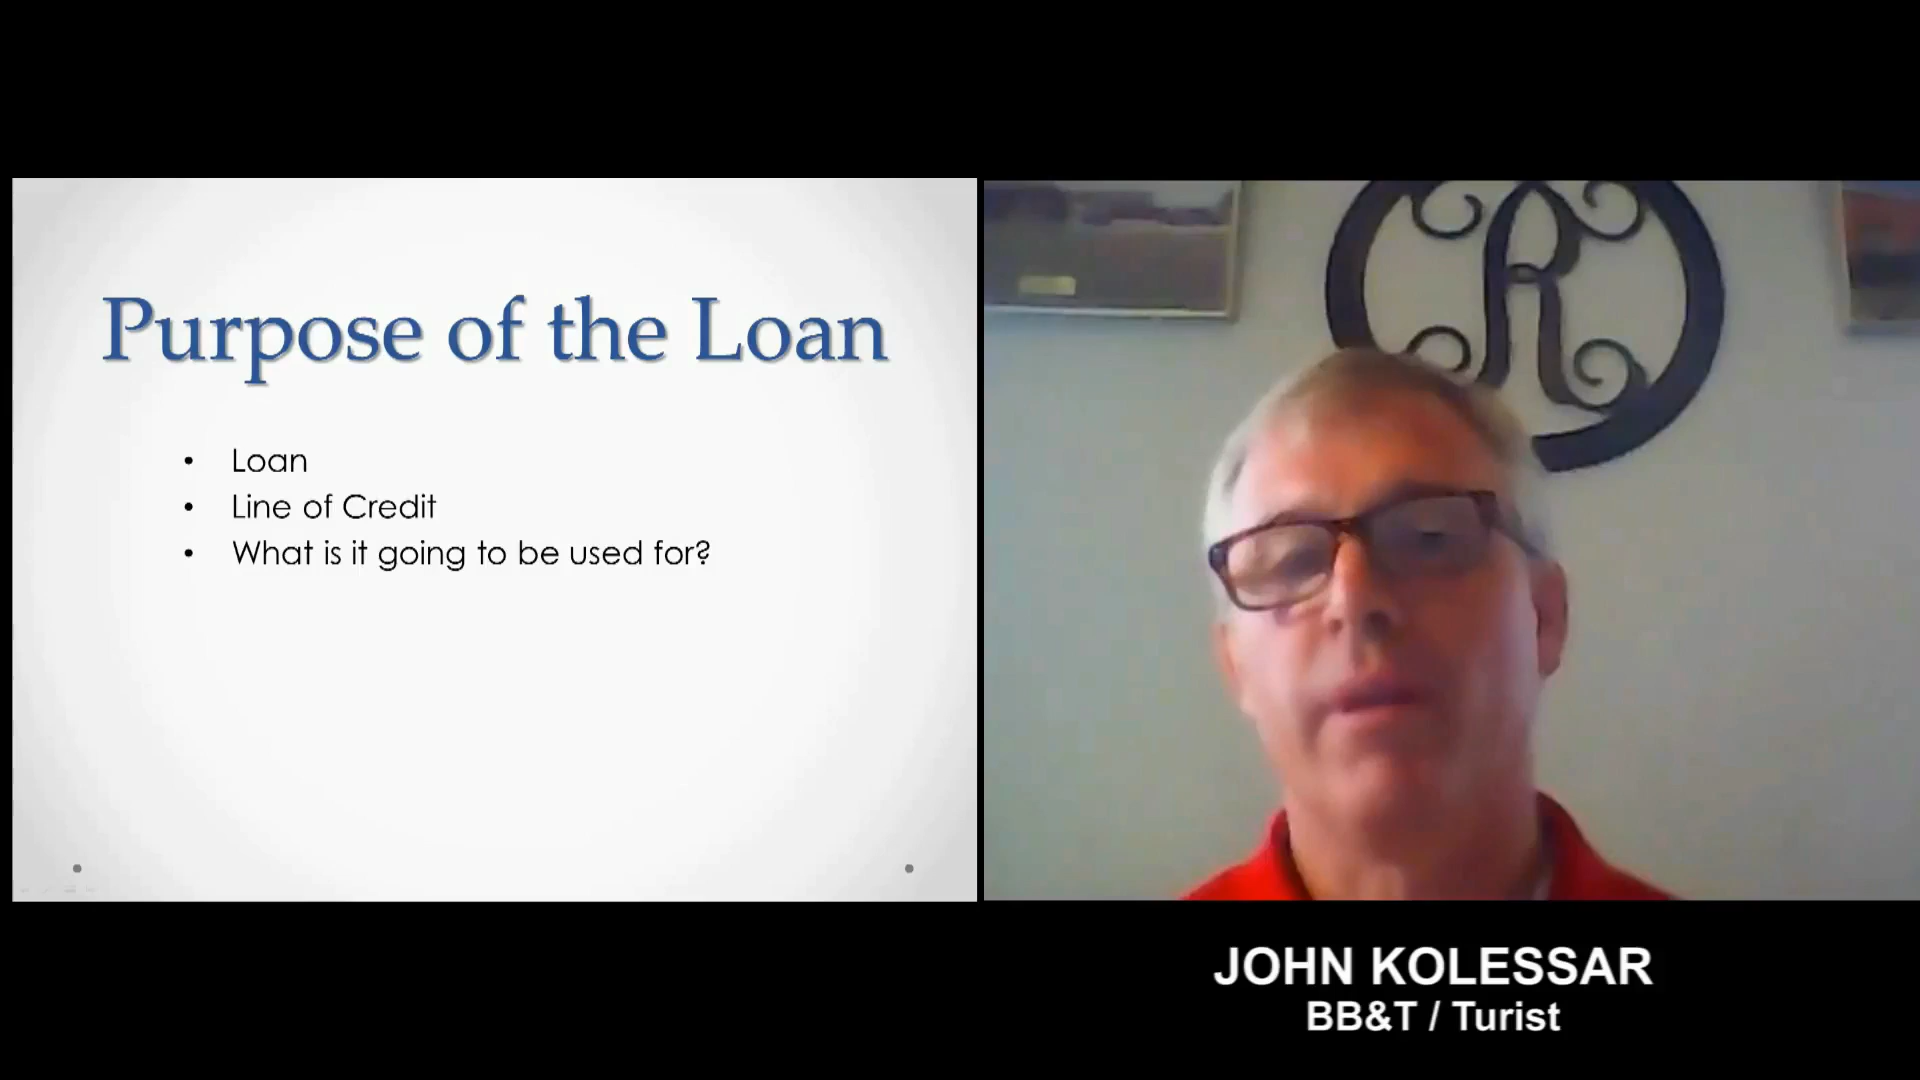 Purpose of the Loan
• Loan
• Line of Credit
• What is it going to be used for?
R
JOHN KOLESSAR
BB&T / Turist